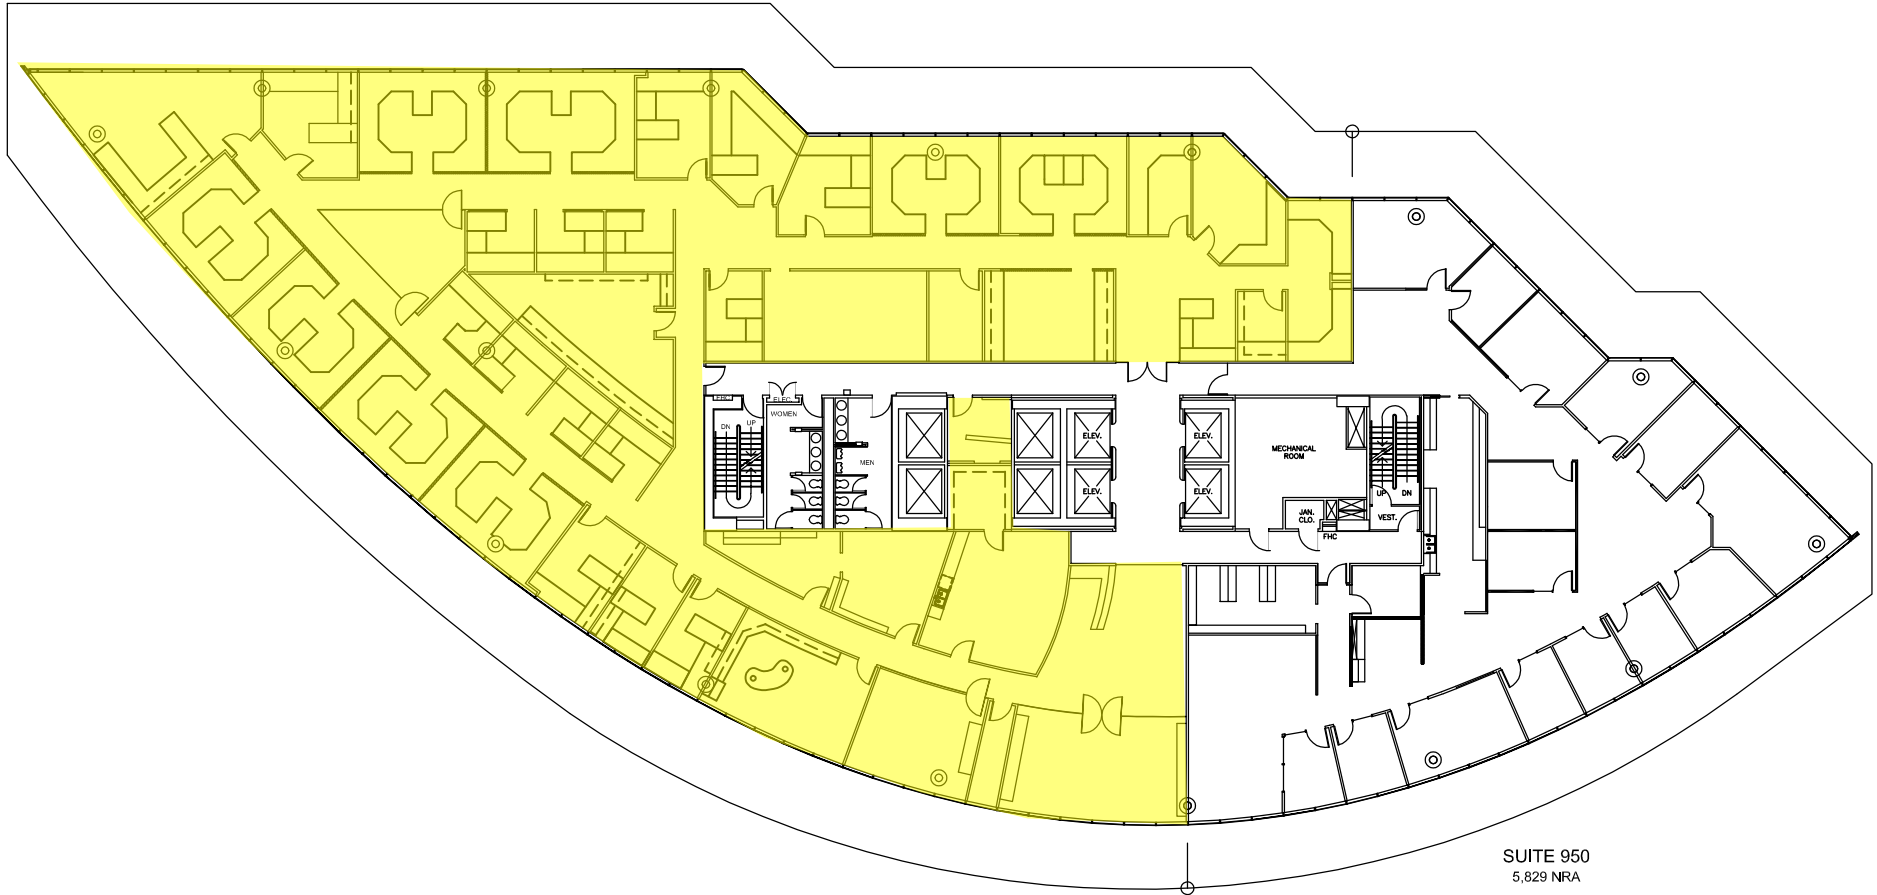 FHC
ELEC.
WOMEN
DN
UP
MEN
ELEV.
ELEV.
ELEV.
ELEV.
MECHANICAL
ROOM
JAN.
CLO.
UP
DN
VEST.
FHC
SUITE 950
5,829 NRA